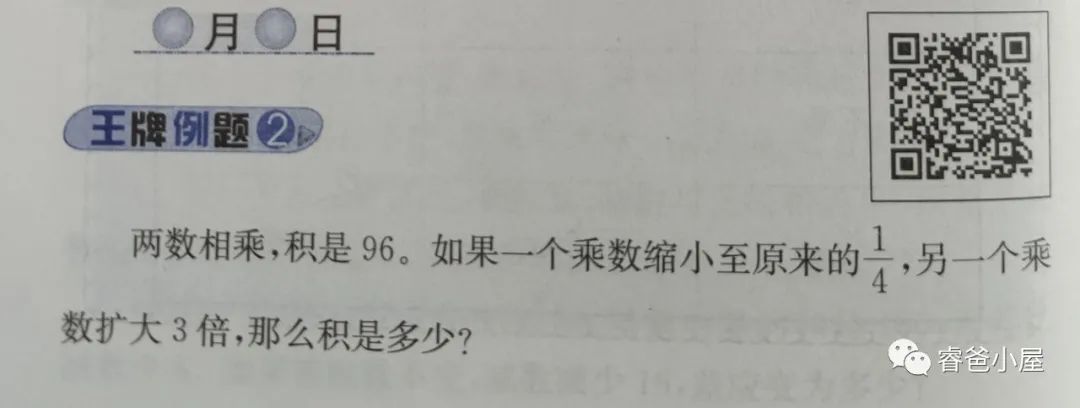 月 日
王牌例题2
两数相乘,积是96。如果一个乘数缩小至原来的1/4,另一个乘
数扩大3倍,那么积是多少?
睿爸小屋